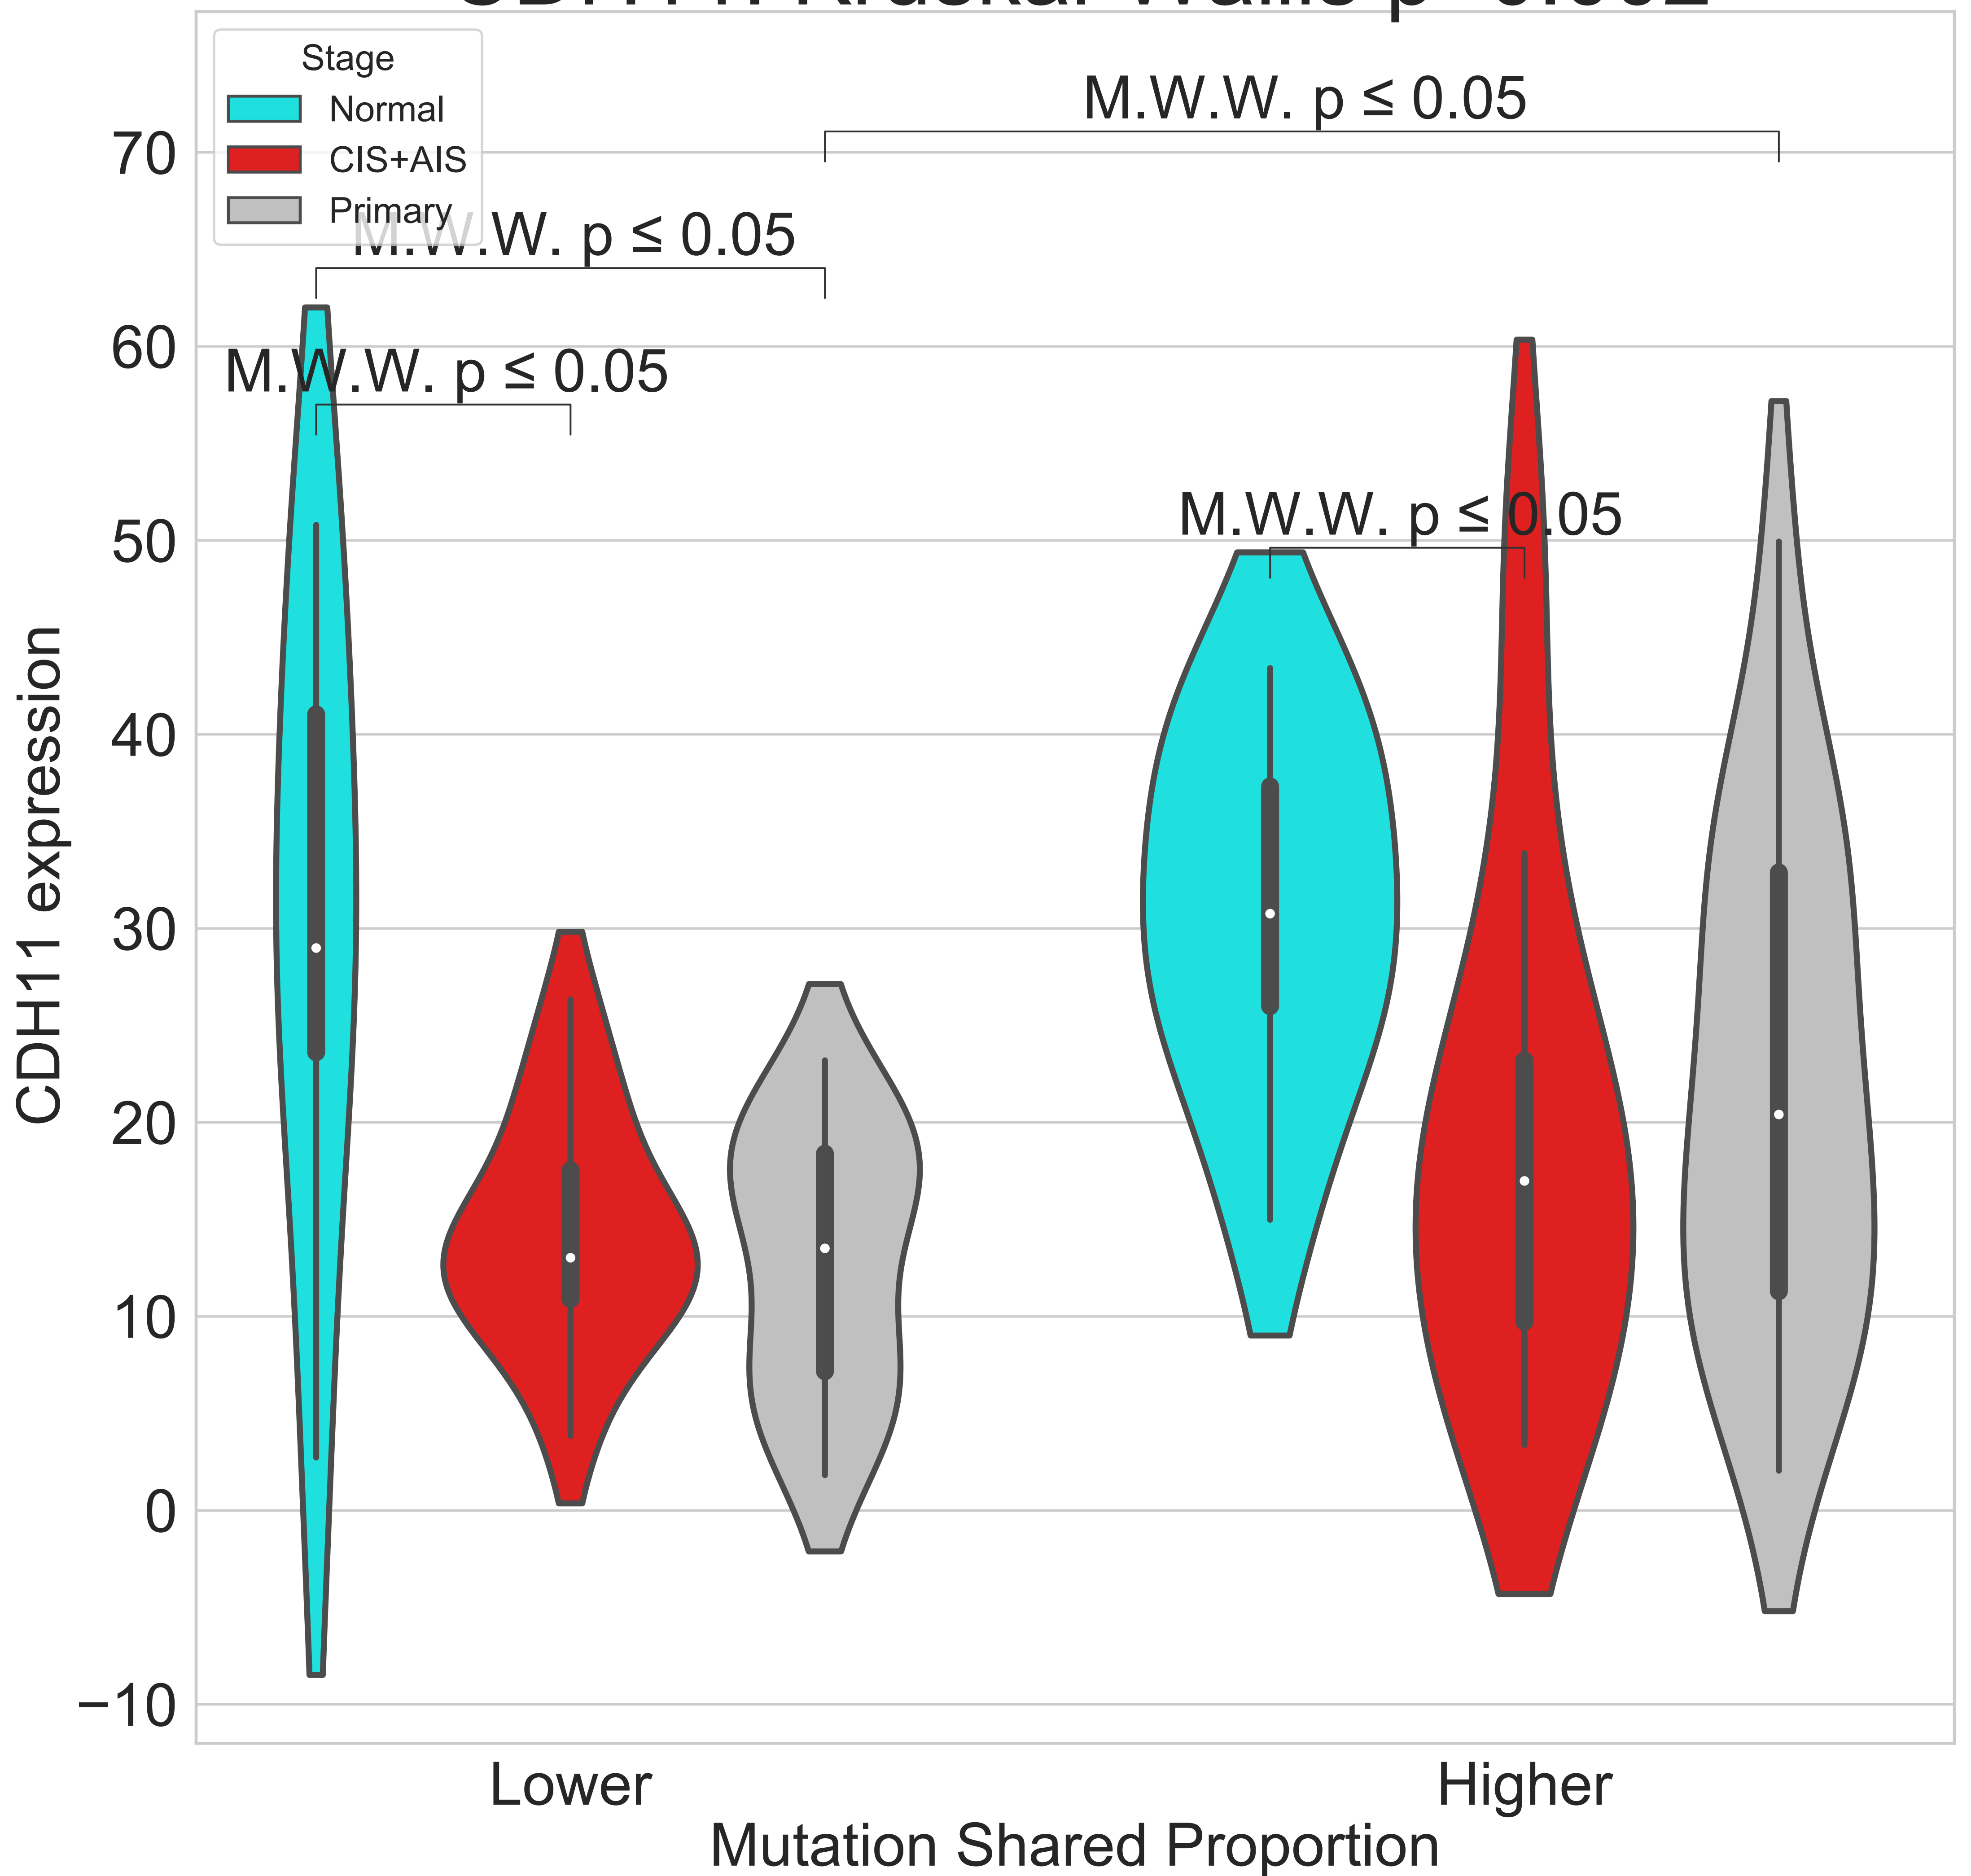 Stage
Normal
CIS+AIS
Primary
M.W.W. p ≤ 0.05
M.W.W. p ≤ 0.05
M.W.W. p ≤ 0.05
M.W.W. p ≤ 0.05
70
60
50
40
30
20
10
0
−10
CDH11 expression
Lower
Higher
Mutation Shared Proportion